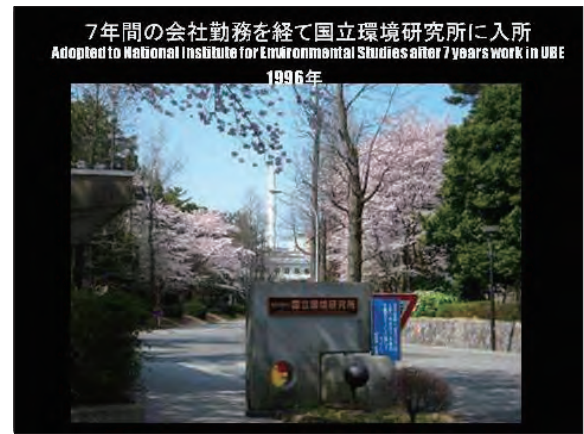 7年間の会社勤務を経て国立環境研究所に入所
Adopted to National Institute for Environmental Studies after 7 years work in UBE
1996年
国立環境研究所